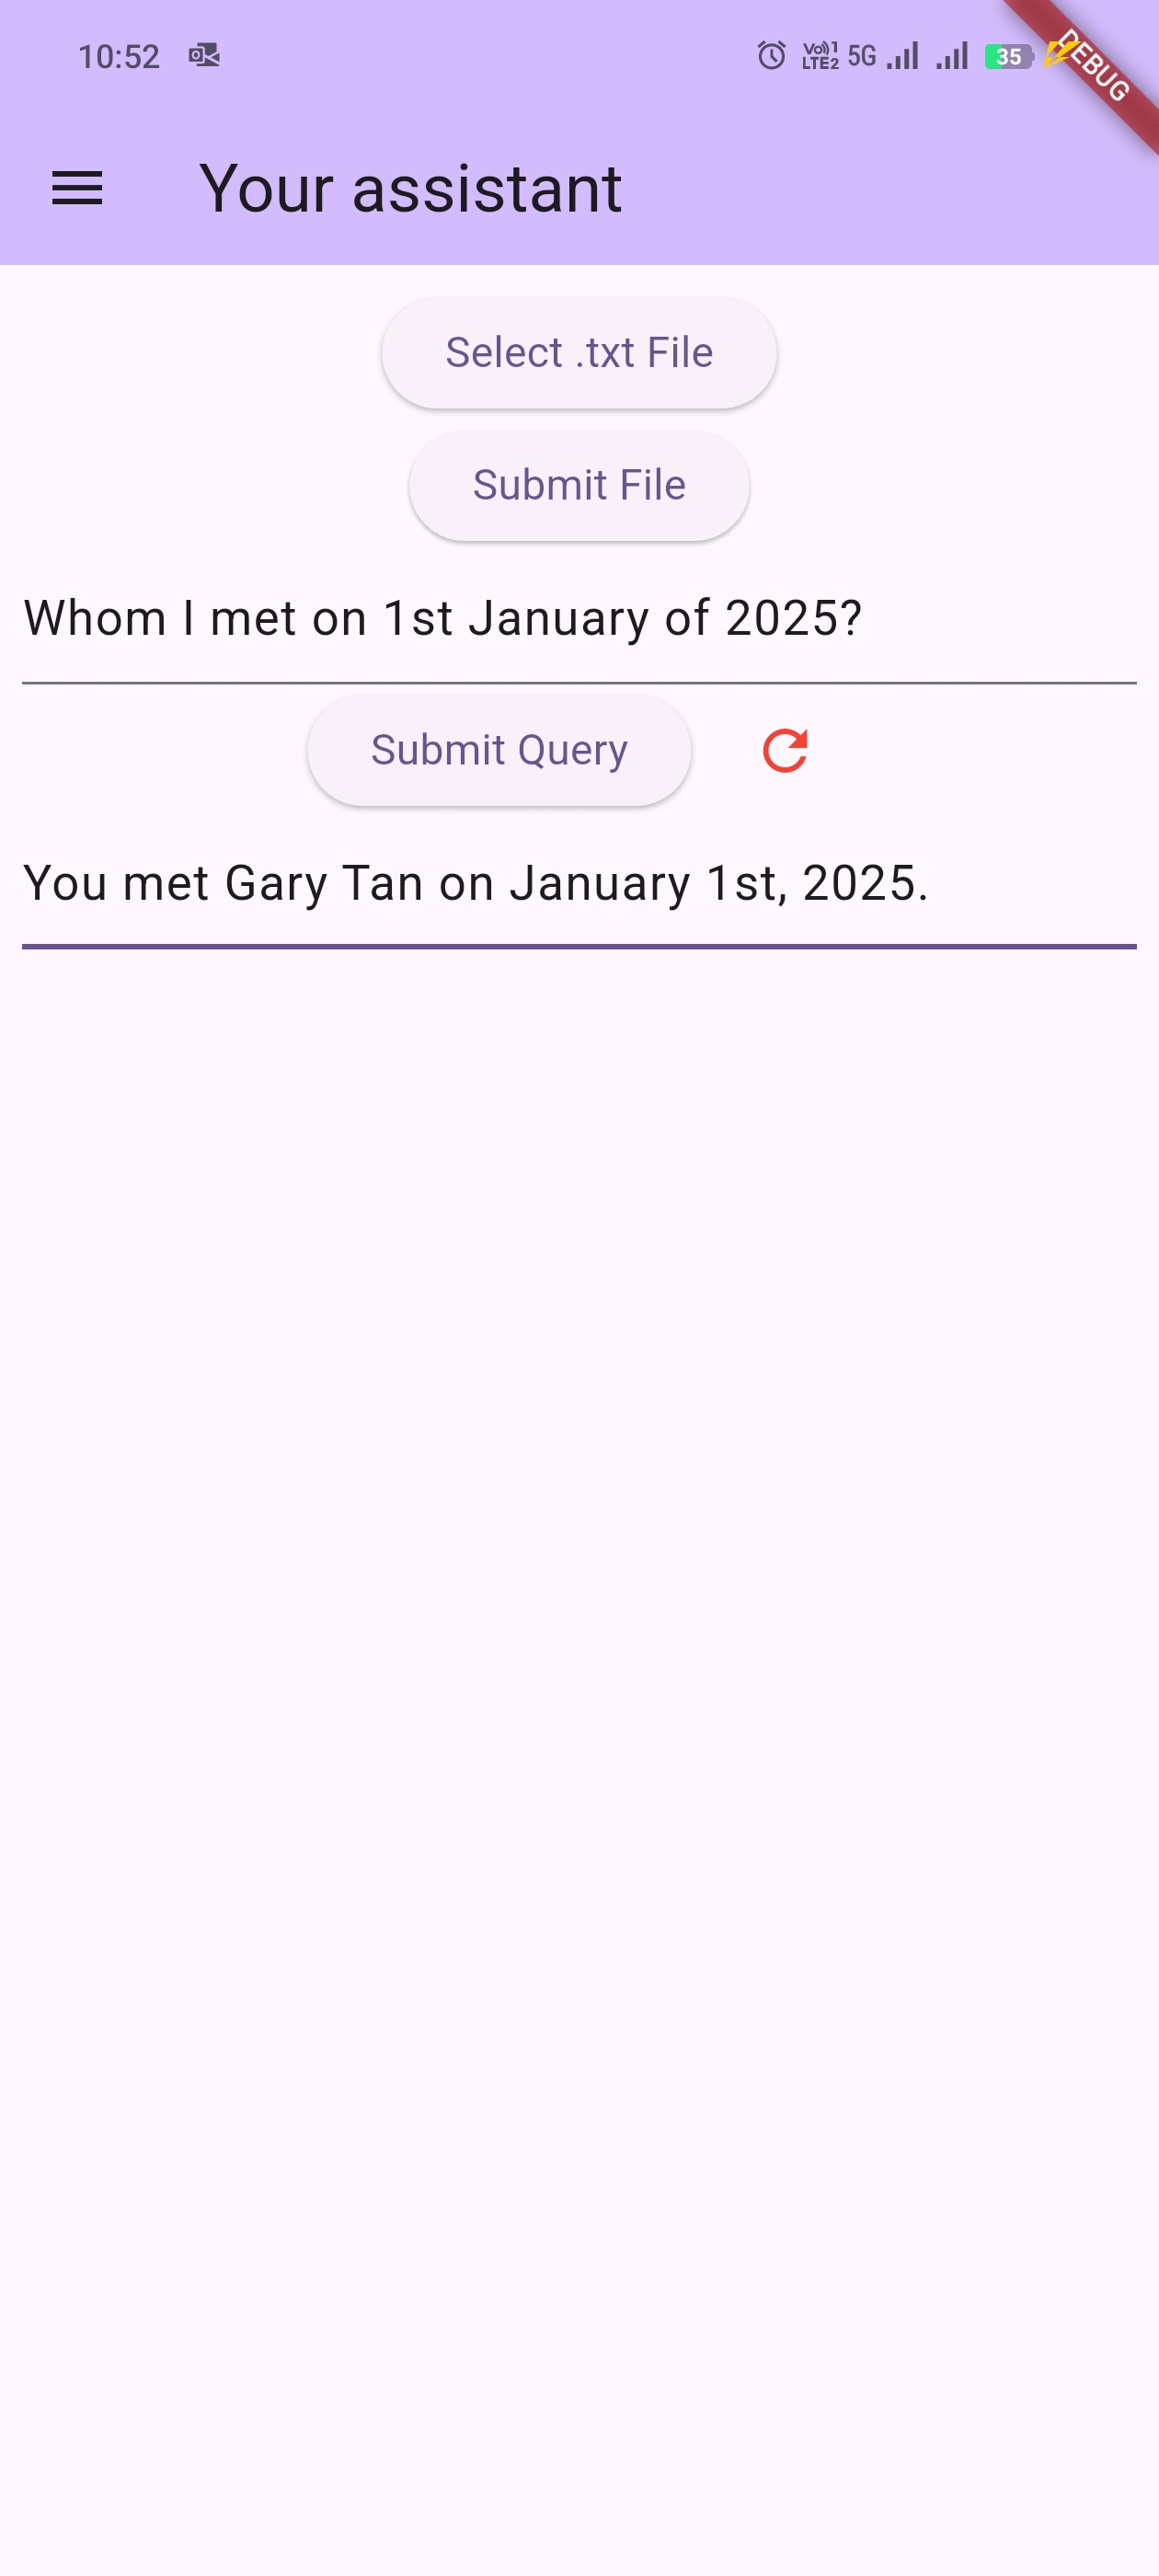 10:52
Vo) 1 LTE2 5G 35
DEBUG
Your assistant
Select .txt File
Submit File
Whom I met on 1st January of 2025?
Submit Query
You met Gary Tan on January 1st, 2025.